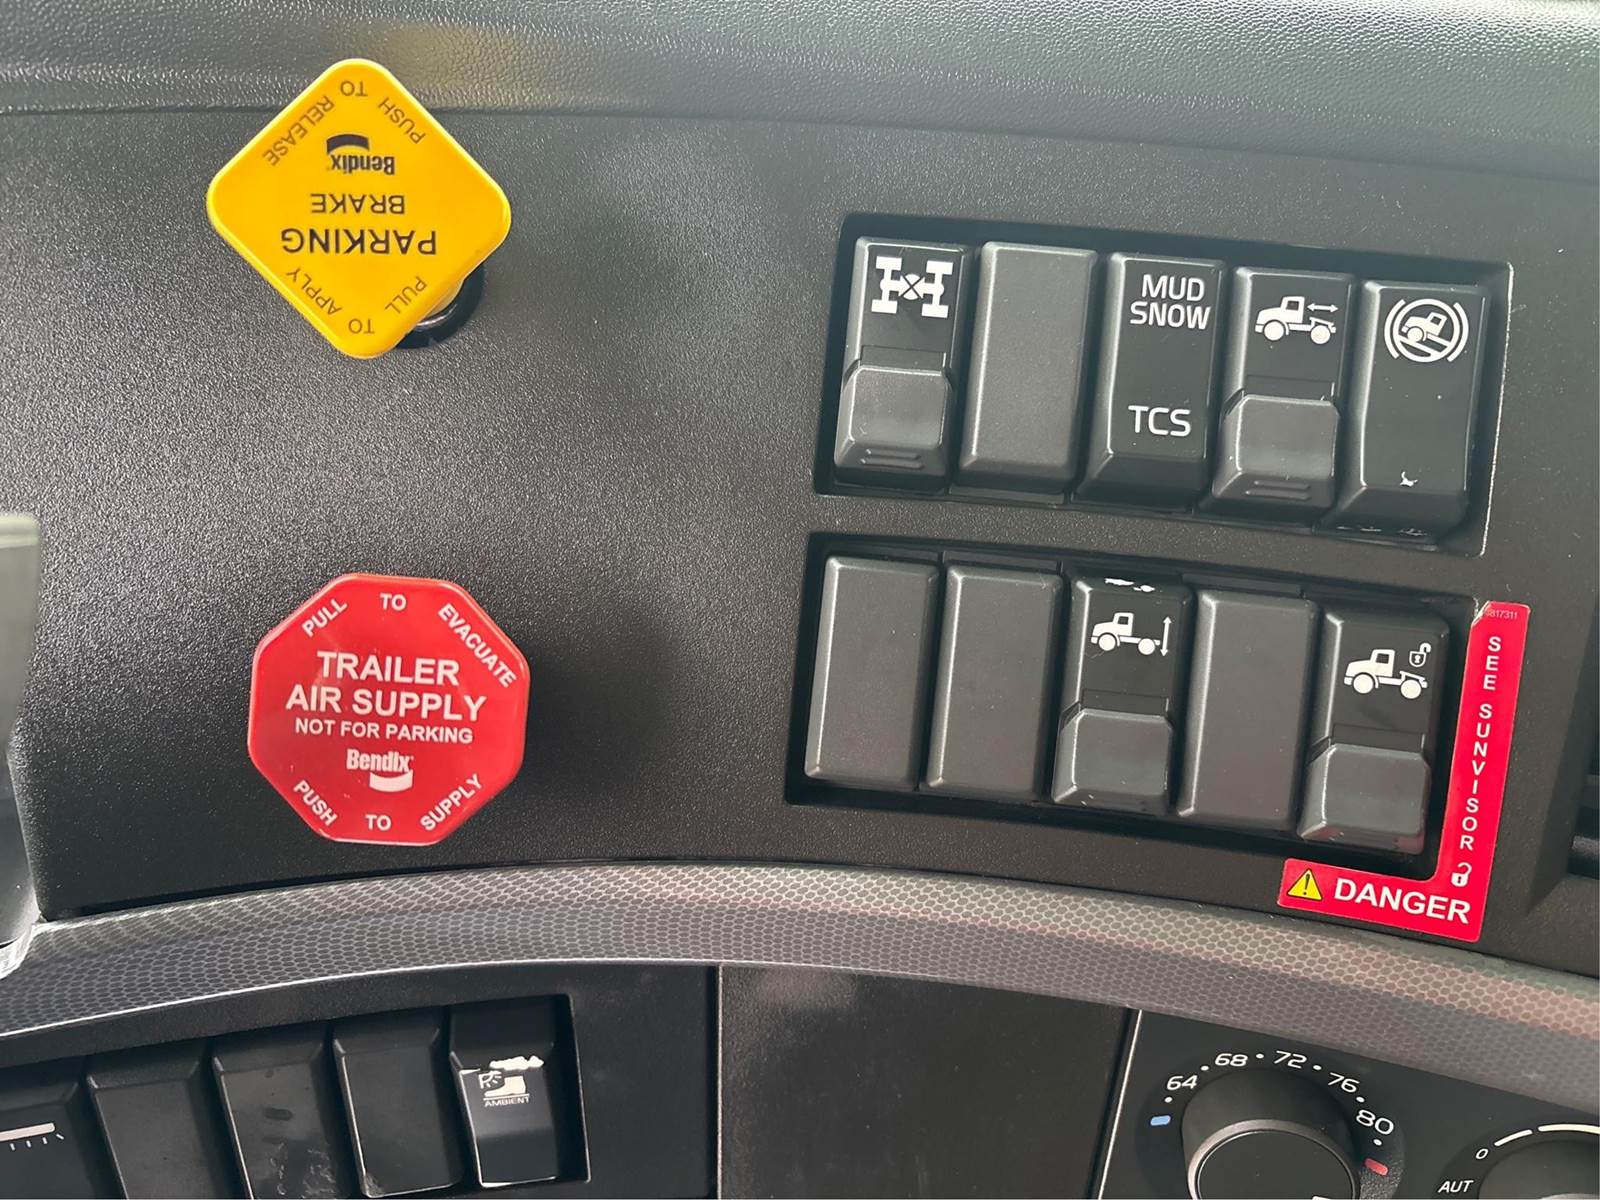 PUSH TO RELEASE
Bendix
PARKING
BRAKE
PULL TO APPLY
MUD
SNOW
TCS
PULL TO EVACUATE
TRAILER
AIR SUPPLY
NOT FOR PARKING
Bendix
PUSH TO SUPPLY
SEE SUNVISOR
DANGER
AMBIENT
64 68 72 76 80
0
AUT